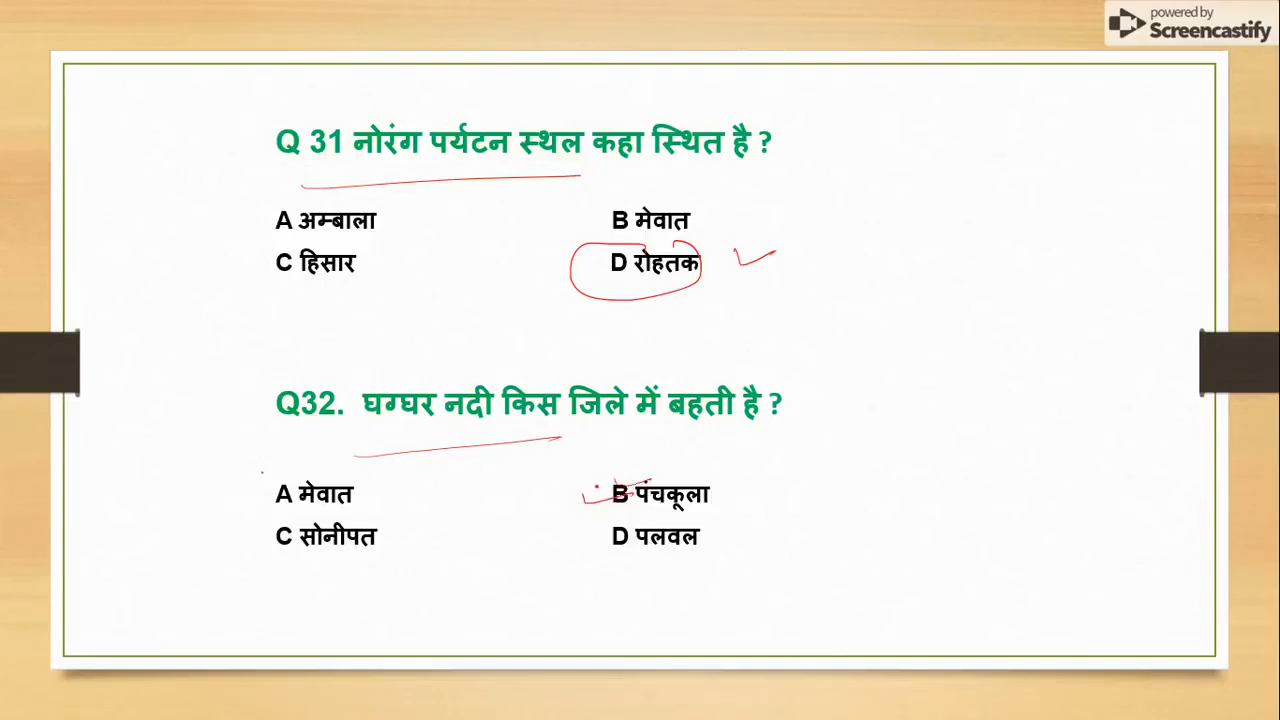 powered by
Screencastify
Q 31 नोरंग पर्यटन स्थल कहा स्थित है ?
A अम्बाला B मेवात
C हिसार D रोहतक
Q32. घग्घर नदी किस जिले में बहती है ?
A मेवात B पंचकूला
C सोनीपत D पलवल